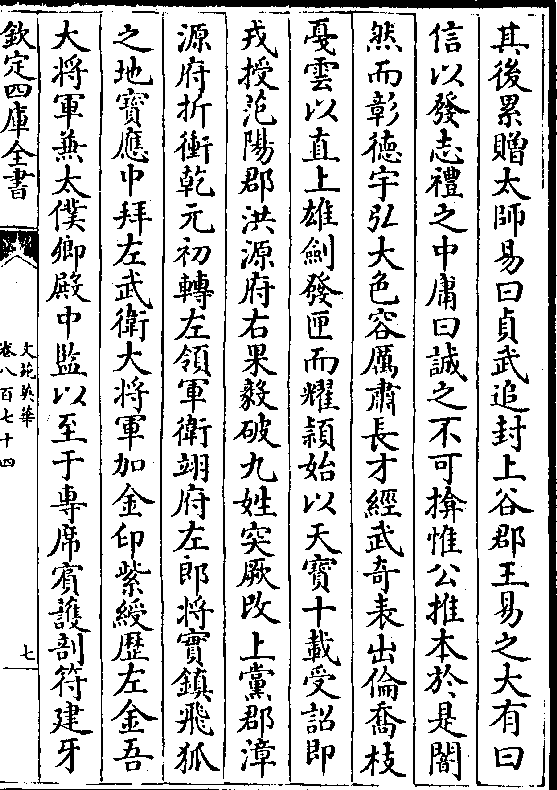 其後累贈太師易曰貞武追封上谷郡王易之大有曰
信以發志禮之中庸曰誠之不可揜惟公推本於是闇
然而彰德宇弘大色容厲肅長才經武奇表出倫喬枝
戞雲以直上雄劍發匣而耀頴始以天寳十載受詔即
戎授范陽郡洪源府右果毅破九姓突厥改上黨郡漳
源府折衝乾元初轉左領軍衛翊府左郎將實鎮飛狐
之地寳應中拜左武衛大將軍加金印紫綬歴左金吾
大將軍兼太僕卿殿中監以至于專席賓護剖符建牙
欽定四庫全書
文苑英華
卷八百七十四
七